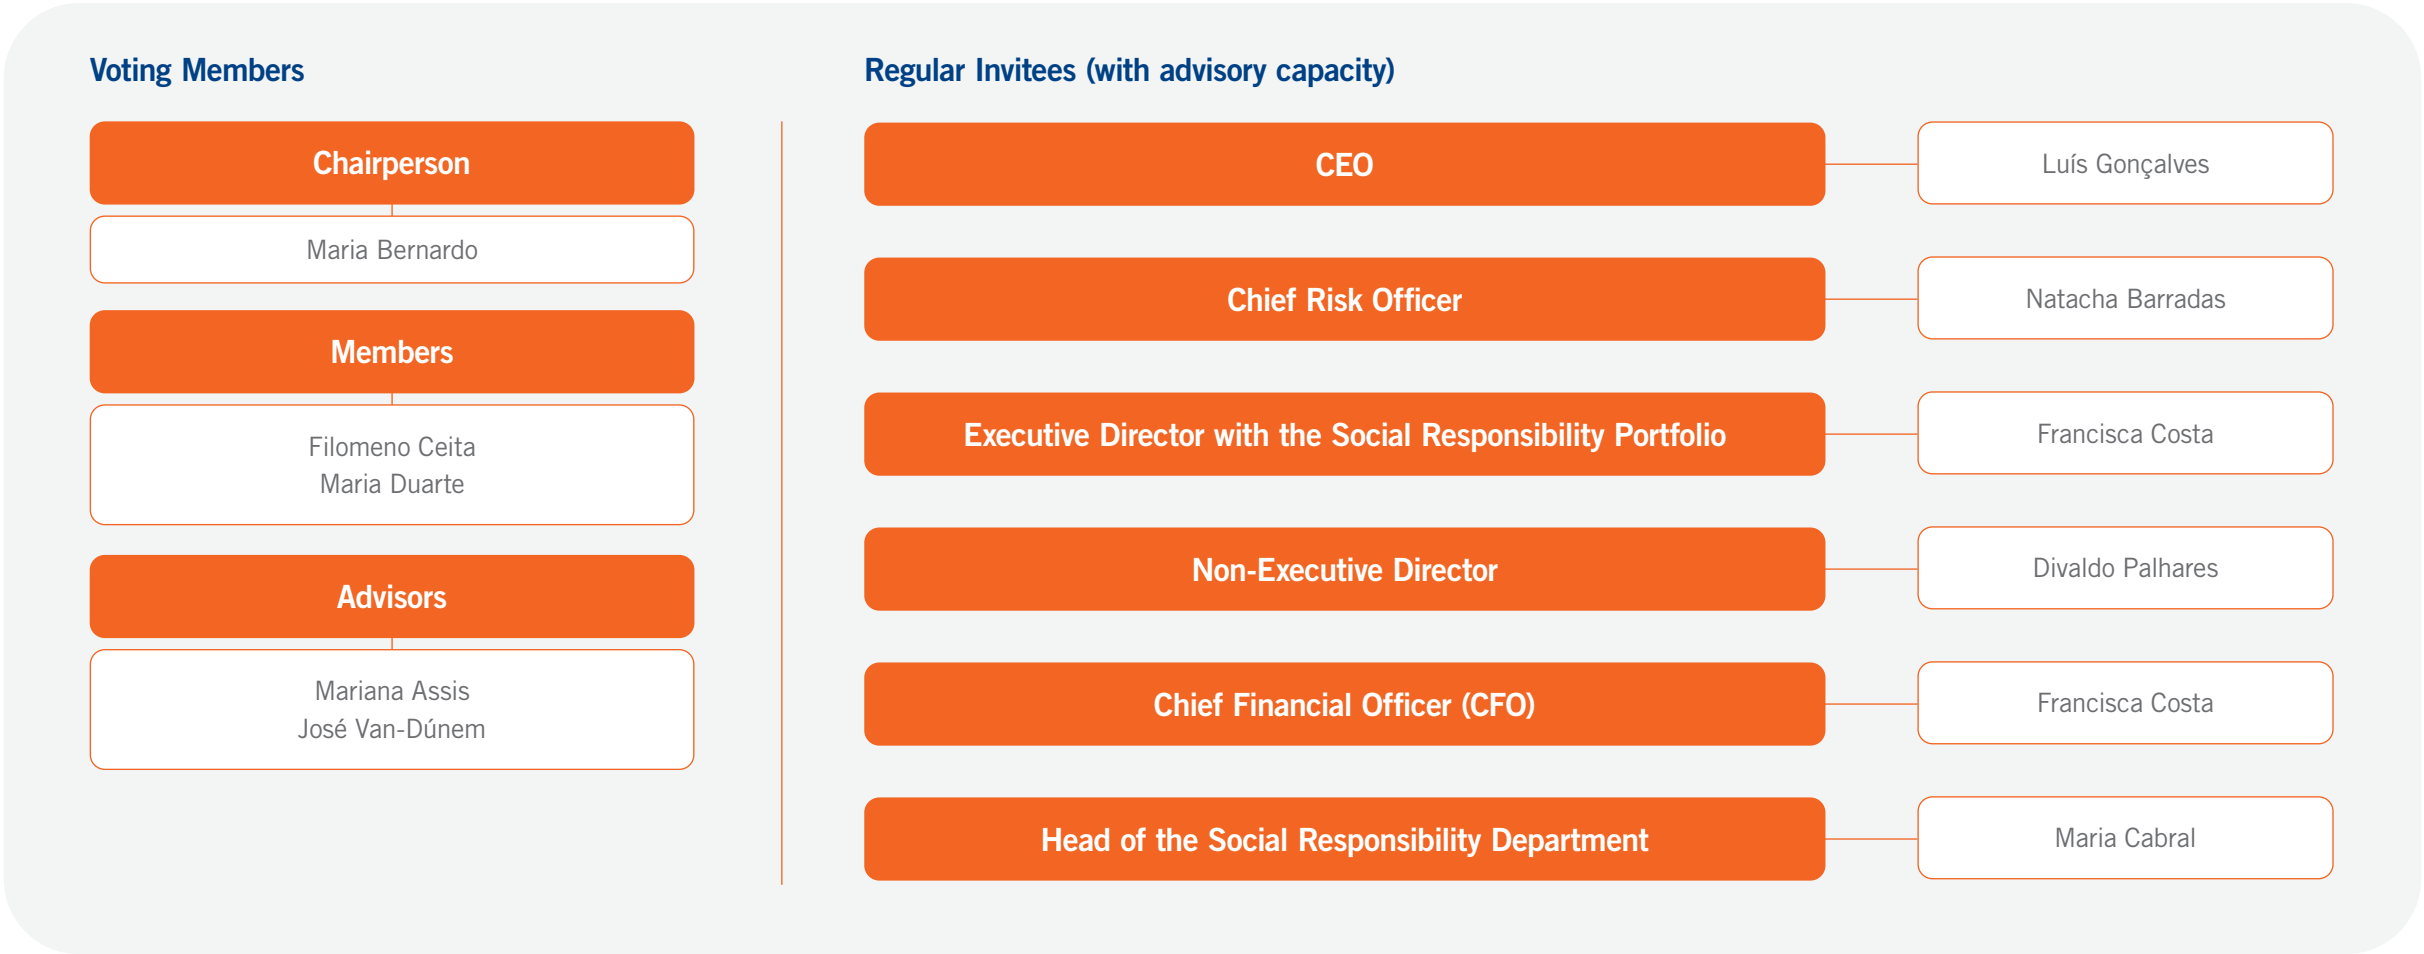 Voting Members
Chairperson
Maria Bernardo
Members
Filomeno Ceita
Maria Duarte
Advisors
Mariana Assis
José Van-Dúnem
Regular Invitees (with advisory capacity)
CEO
Luís Gonçalves
Chief Risk Officer
Natacha Barradas
Executive Director with the Social Responsibility Portfolio
Francisca Costa
Non-Executive Director
Divaldo Palhares
Chief Financial Officer (CFO)
Francisca Costa
Head of the Social Responsibility Department
Maria Cabral